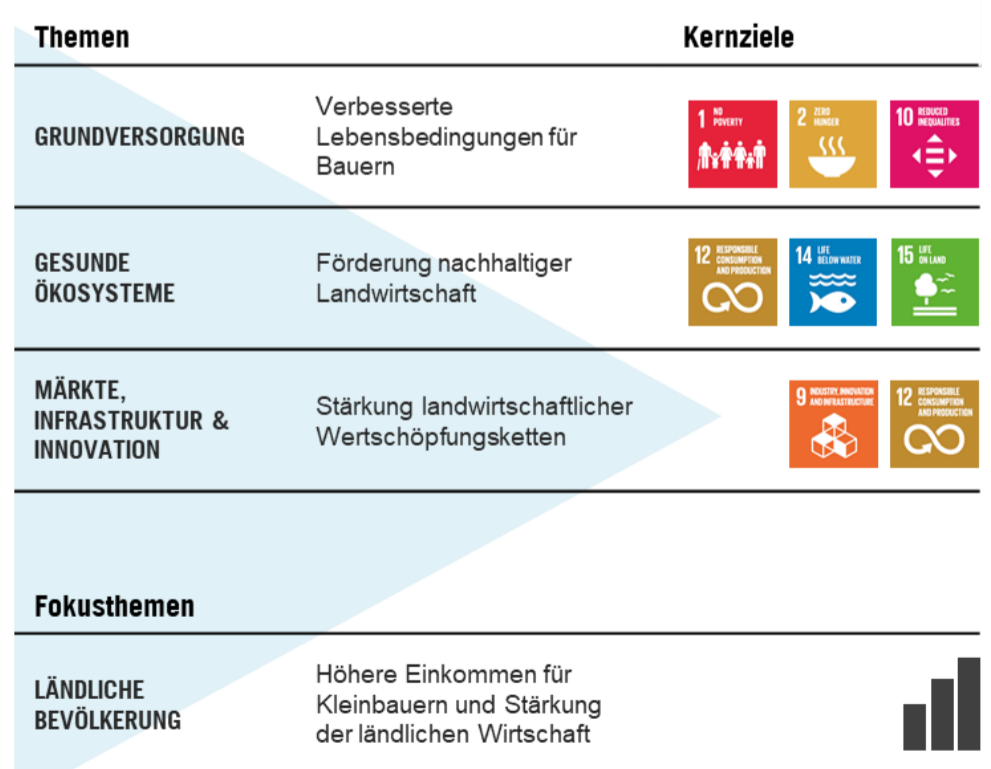 Themen
Kernziele
GRUNDVERSORGUNG
Verbesserte
Lebensbedingungen für
Bauern
1 NO
POVERTY
2 ZERO
HUNGER
10 REDUCED
INEQUALITIES
GESUNDE
ÖKOSYSTEME
Förderung nachhaltiger
Landwirtschaft
12 RESPONSIBLE
CONSUMPTION
AND PRODUCTION
14 LIFE
BELOW WATER
15 LIFE
ON LAND
MÄRKTE,
INFRASTRUKTUR &
INNOVATION
Stärkung landwirtschaftlicher
Wertschöpfungsketten
9 INDUSTRY, INNOVATION
AND INFRASTRUCTURE
12 RESPONSIBLE
CONSUMPTION
AND PRODUCTION
Fokusthemen
LÄNDLICHE
BEVÖLKERUNG
Höhere Einkommen für
Kleinbauern und Stärkung
der ländlichen Wirtschaft